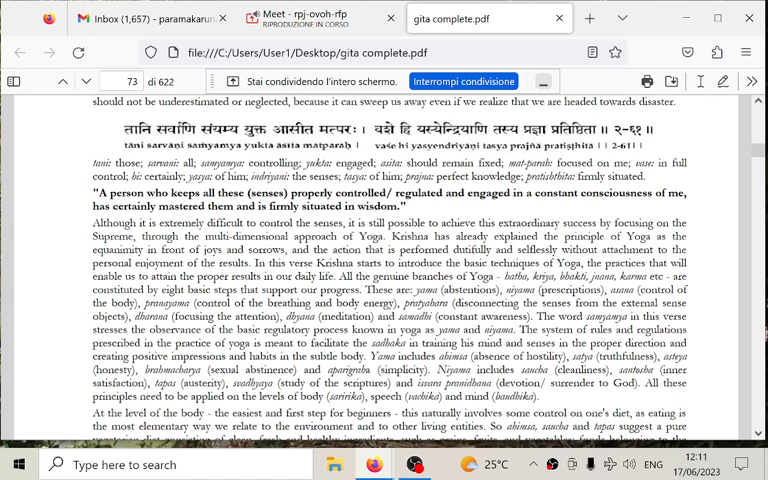 Inbox (1,657) - paramakarun
Meet - rpj-ovoh-rfp
RIPRODUZIONE IN CORSO
gita complete.pdf
file:///C:/Users/User1/Desktop/gita complete.pdf
73 di 622
Stai condividendo l'intero schermo.
Interrompi condivisione
should not be underestimated or neglected, because it can sweep us away even if we realize that we are headed towards disaster.
तानि सर्वाणि संयम्य युक्त आसीत मत्परः । वशे हि यस्येन्द्रियाणि तस्य प्रज्ञा प्रतिष्ठिता ॥ २-६१॥
tāni sarvāṇi saṁyamya yukta āsīta matparaḥ | vaśe hi yasyendriyāṇi tasya prajñā pratiṣṭhitā ||2-61||
tani: those; sarvani: all; samyamya: controlling; yukta: engaged; asita: should remain fixed; mat-parah: focused on me; vase: in full
control; hi: certainly; yasya: of him; indriyani: the senses; tasya: of him; prajna: perfect knowledge; pratishthita: firmly situated.
"A person who keeps all these (senses) properly controlled/ regulated and engaged in a constant consciousness of me,
has certainly mastered them and is firmly situated in wisdom."
Although it is extremely difficult to control the senses, it is still possible to achieve this extraordinary success by focusing on the
Supreme, through the multi-dimensional approach of Yoga. Krishna has already explained the principle of Yoga as the
equanimity in front of joys and sorrows, and the action that is performed dutifully and selflessly without attachment to the
personal enjoyment of the results. In this verse Krishna starts to introduce the basic techniques of Yoga, the practices that will
enable us to attain the proper results in our daily life. All the genuine branches of Yoga - hatha, kriya, bhakti, jnana, karma etc - are
constituted by eight basic steps that support our progress. These are: yama (abstentions), niyama (prescriptions), asana (control of
the body), pranayama (control of the breathing and body energy), pratyahara (disconnecting the senses from the external sense
objects), dharana (focusing the attention), dhyana (meditation) and samadhi (constant awareness). The word samyamya in this verse
stresses the observance of the basic regulatory process known in yoga as yama and niyama. The system of rules and regulations
prescribed in the practice of yoga is meant to facilitate the sadhaka in training his mind and senses in the proper direction and
creating positive impressions and habits in the subtle body. Yama includes ahimsa (absence of hostility), satya (truthfulness), asteya
(honesty), brahmacharya (sexual abstinence) and aparigraha (simplicity). Niyama includes saucha (cleanliness), santosha (inner
satisfaction), tapas (austerity), svadhyaya (study of the scriptures) and isvara pranidhana (devotion/ surrender to God). All these
principles need to be applied on the levels of body (saririka), speech (vachika) and mind (baudhika).
At the level of the body - the easiest and first step for beginners - this naturally involves some control on one's diet, as eating is
the most elementary way we relate to the environment and to other living entities. So ahimsa, saucha and tapas suggest a pure
Type here to search
25°C
ENG
12:11
17/06/2023